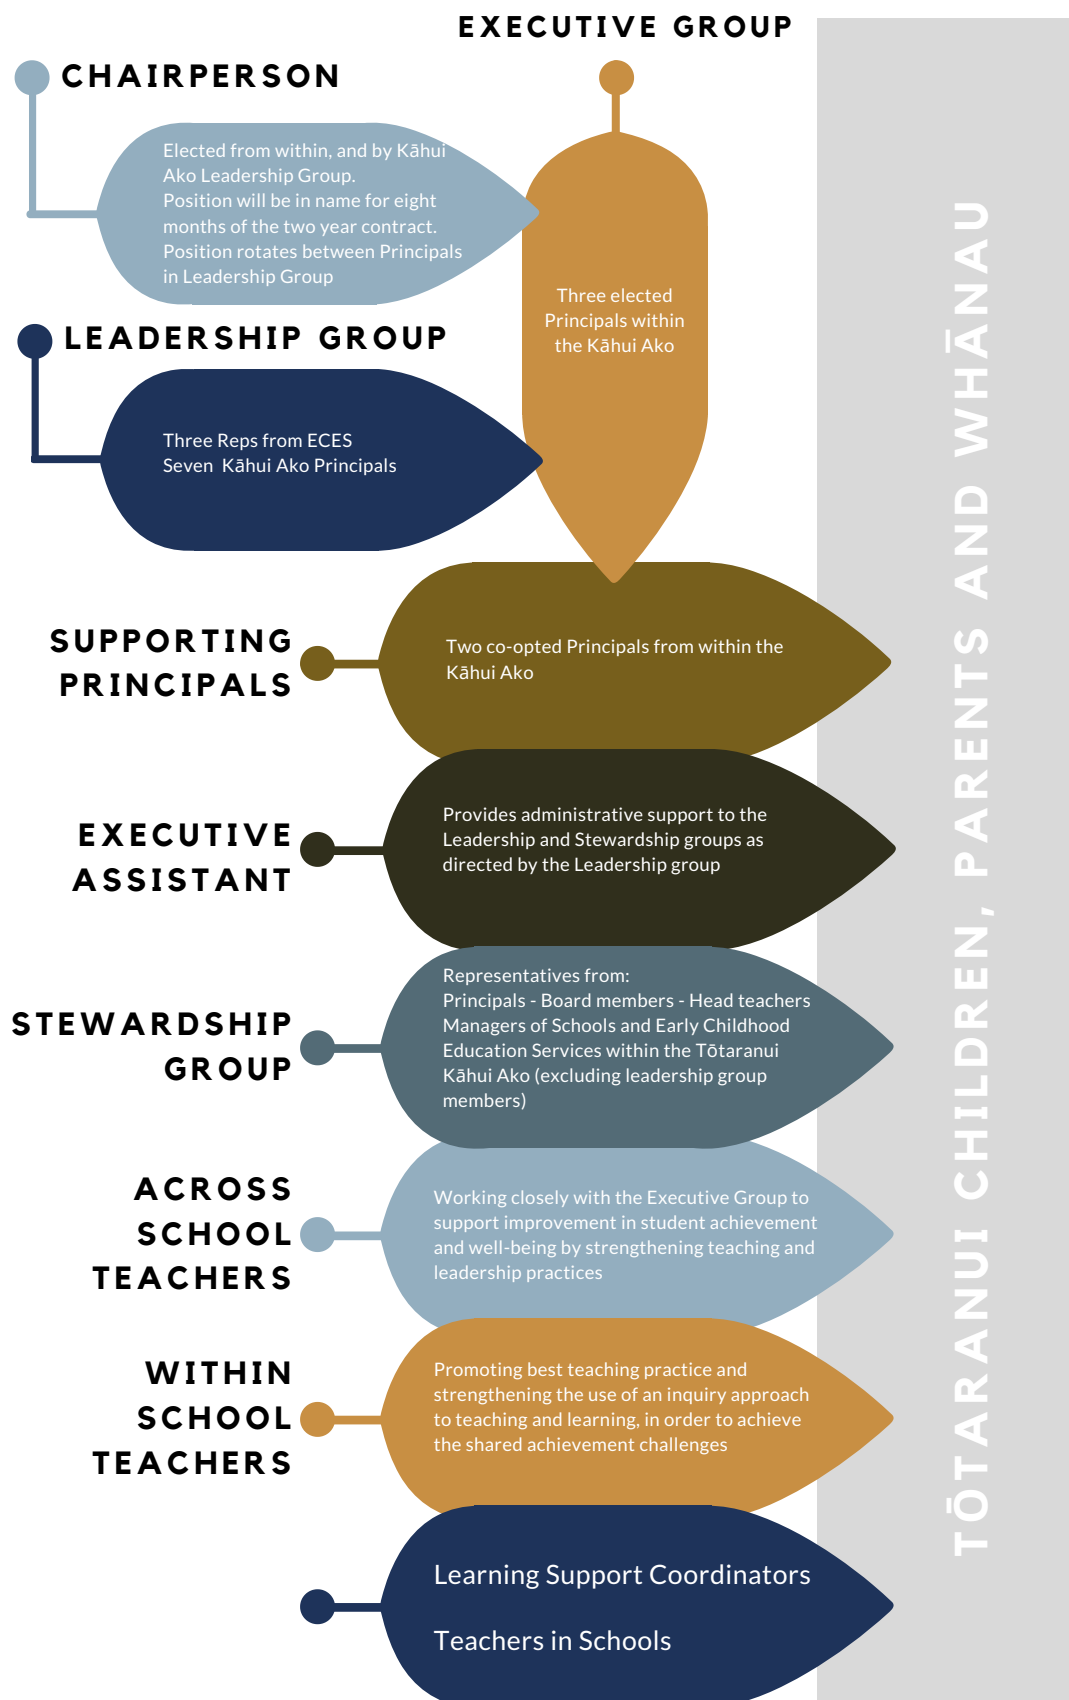 EXECUTIVE GROUP
CHAIRPERSON
Elected from within, and by Kāhui
Ako Leadership Group.
Position will be in name for eight
months of the two year contract.
Position rotates between Principals
in Leadership Group
Three elected
Principals within
the Kāhui Ako
LEADERSHIP GROUP
Three Reps from ECES
Seven Kāhui Ako Principals
SUPPORTING
PRINCIPALS
Two co-opted Principals from within the
Kāhui Ako
EXECUTIVE
ASSISTANT
Provides administrative support to the
Leadership and Stewardship groups as
directed by the Leadership group
STEWARDSHIP
GROUP
Representatives from:
Principals - Board members - Head teachers
Managers of Schools and Early Childhood
Education Services within the Tōtaranui
Kāhui Ako (excluding leadership group
members)
ACROSS
SCHOOL
TEACHERS
Working closely with the Executive Group to
support improvement in student achievement
and well-being by strengthening teaching and
leadership practices
WITHIN
SCHOOL
TEACHERS
Promoting best teaching practice and
strengthening the use of an inquiry approach
to teaching and learning, in order to achieve
the shared achievement challenges
Learning Support Coordinators
Teachers in Schools
TŌTARANUI CHILDREN, PARENTS AND WHĀNAU